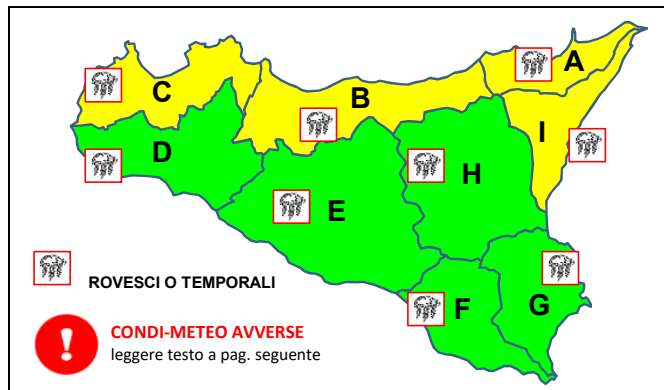 A
C
B
I
D
H
E
F
G
ROVESCI O TEMPORALI
CONDI-METEO AVVERSE
leggere testo a pag. seguente